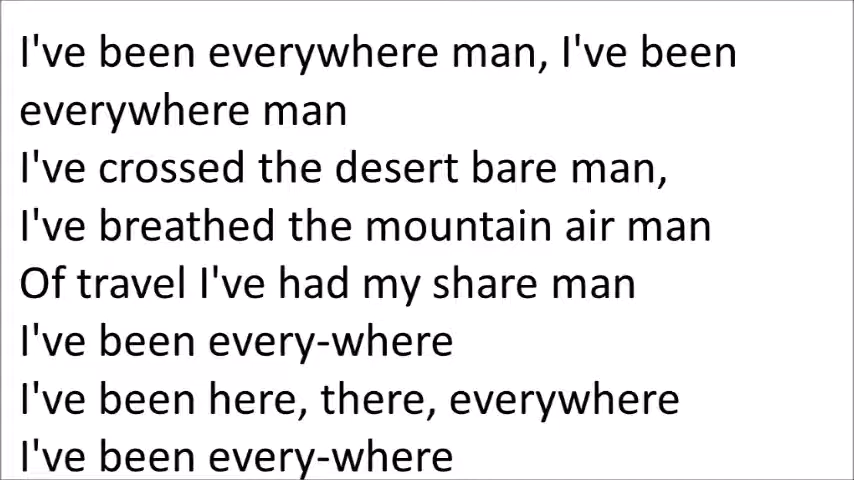 I've been everywhere man, I've been
everywhere man
I've crossed the desert bare man,
I've breathed the mountain air man
Of travel I've had my share man
I've been every-where
I've been here, there, everywhere
I've been every-where